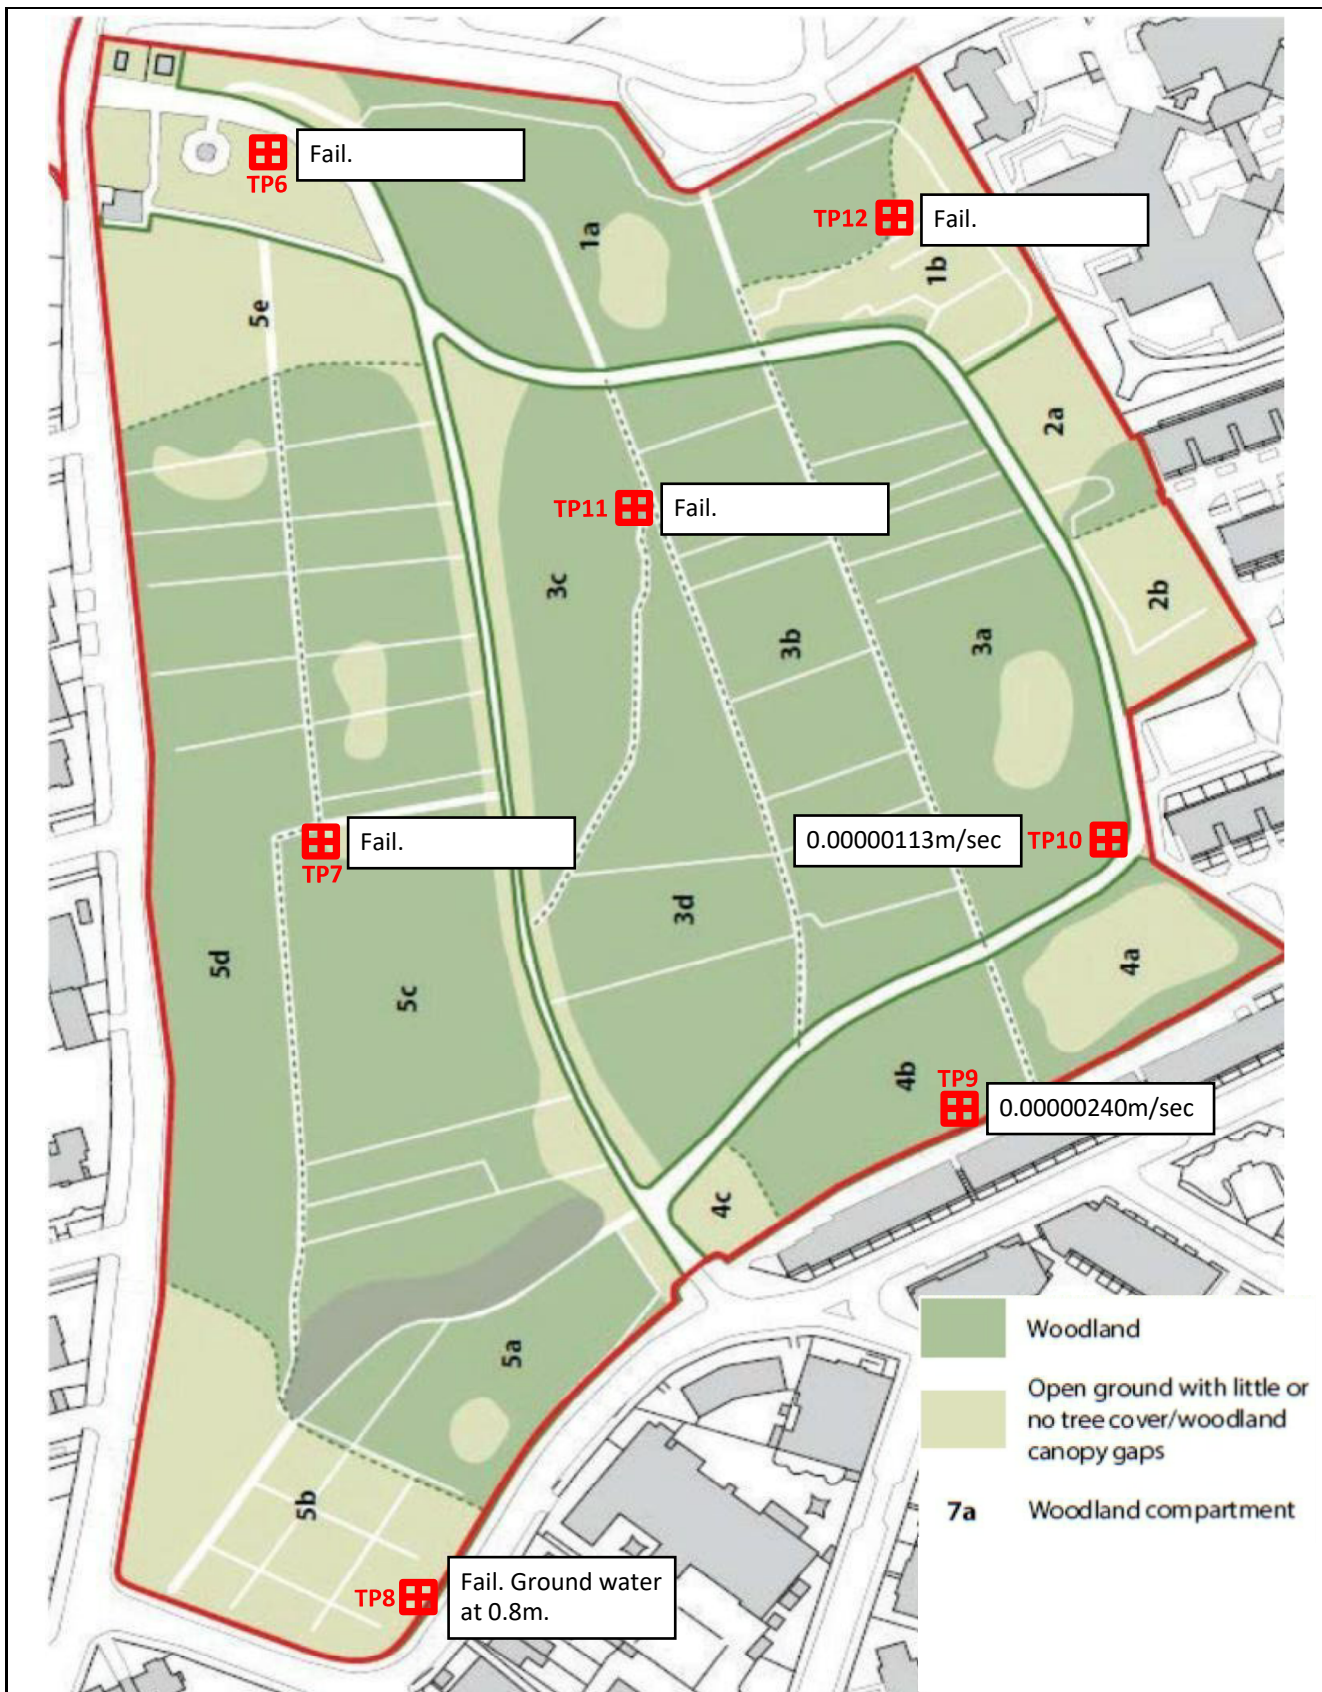 Fail.
TP6
TP12
Fail.
1a
1b
5e
2a
TP11
Fail.
3c
2b
3b
3a
0.00000113m/sec
TP10
Fail.
TP7
3d
4a
5d
5c
4b
TP9
0.00000240m/sec
4c
5a
Woodland
Open ground with little or
no tree cover/woodland
canopy gaps
7a
Woodland compartment
5b
TP8
Fail. Ground water
at 0.8m.